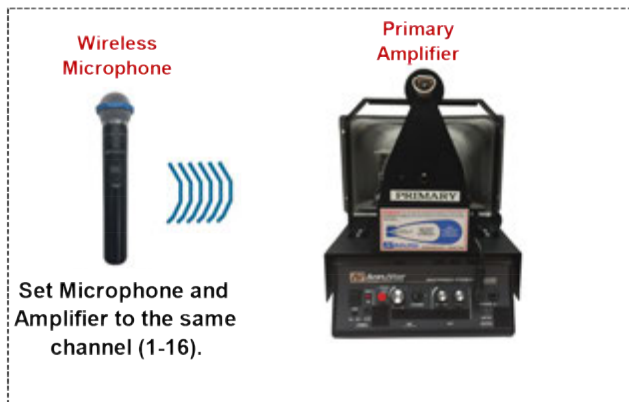 Wireless
Microphone
Primary
Amplifier
PRIMARY
Set Microphone and
Amplifier to the same
channel (1-16).